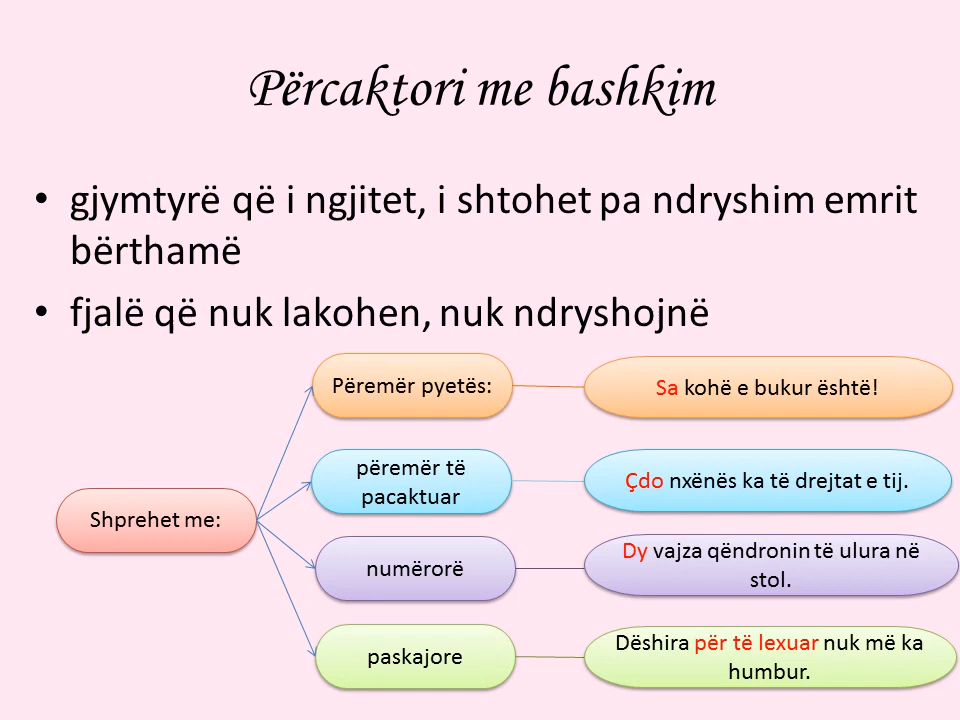 Përcaktori me bashkim
• gjymtyrë që i ngjitet, i shtohet pa ndryshim emrit
bërthamë
• fjalë që nuk lakohen, nuk ndryshojnë
Shprehet me:
Përemër pyetës:
Sa kohë e bukur është!
përemër të
pacaktuar
Çdo nxënës ka të drejtat e tij.
numërorë
Dy vajza qëndronin të ulura në
stol.
paskajore
Dëshira për të lexuar nuk më ka
humbur.